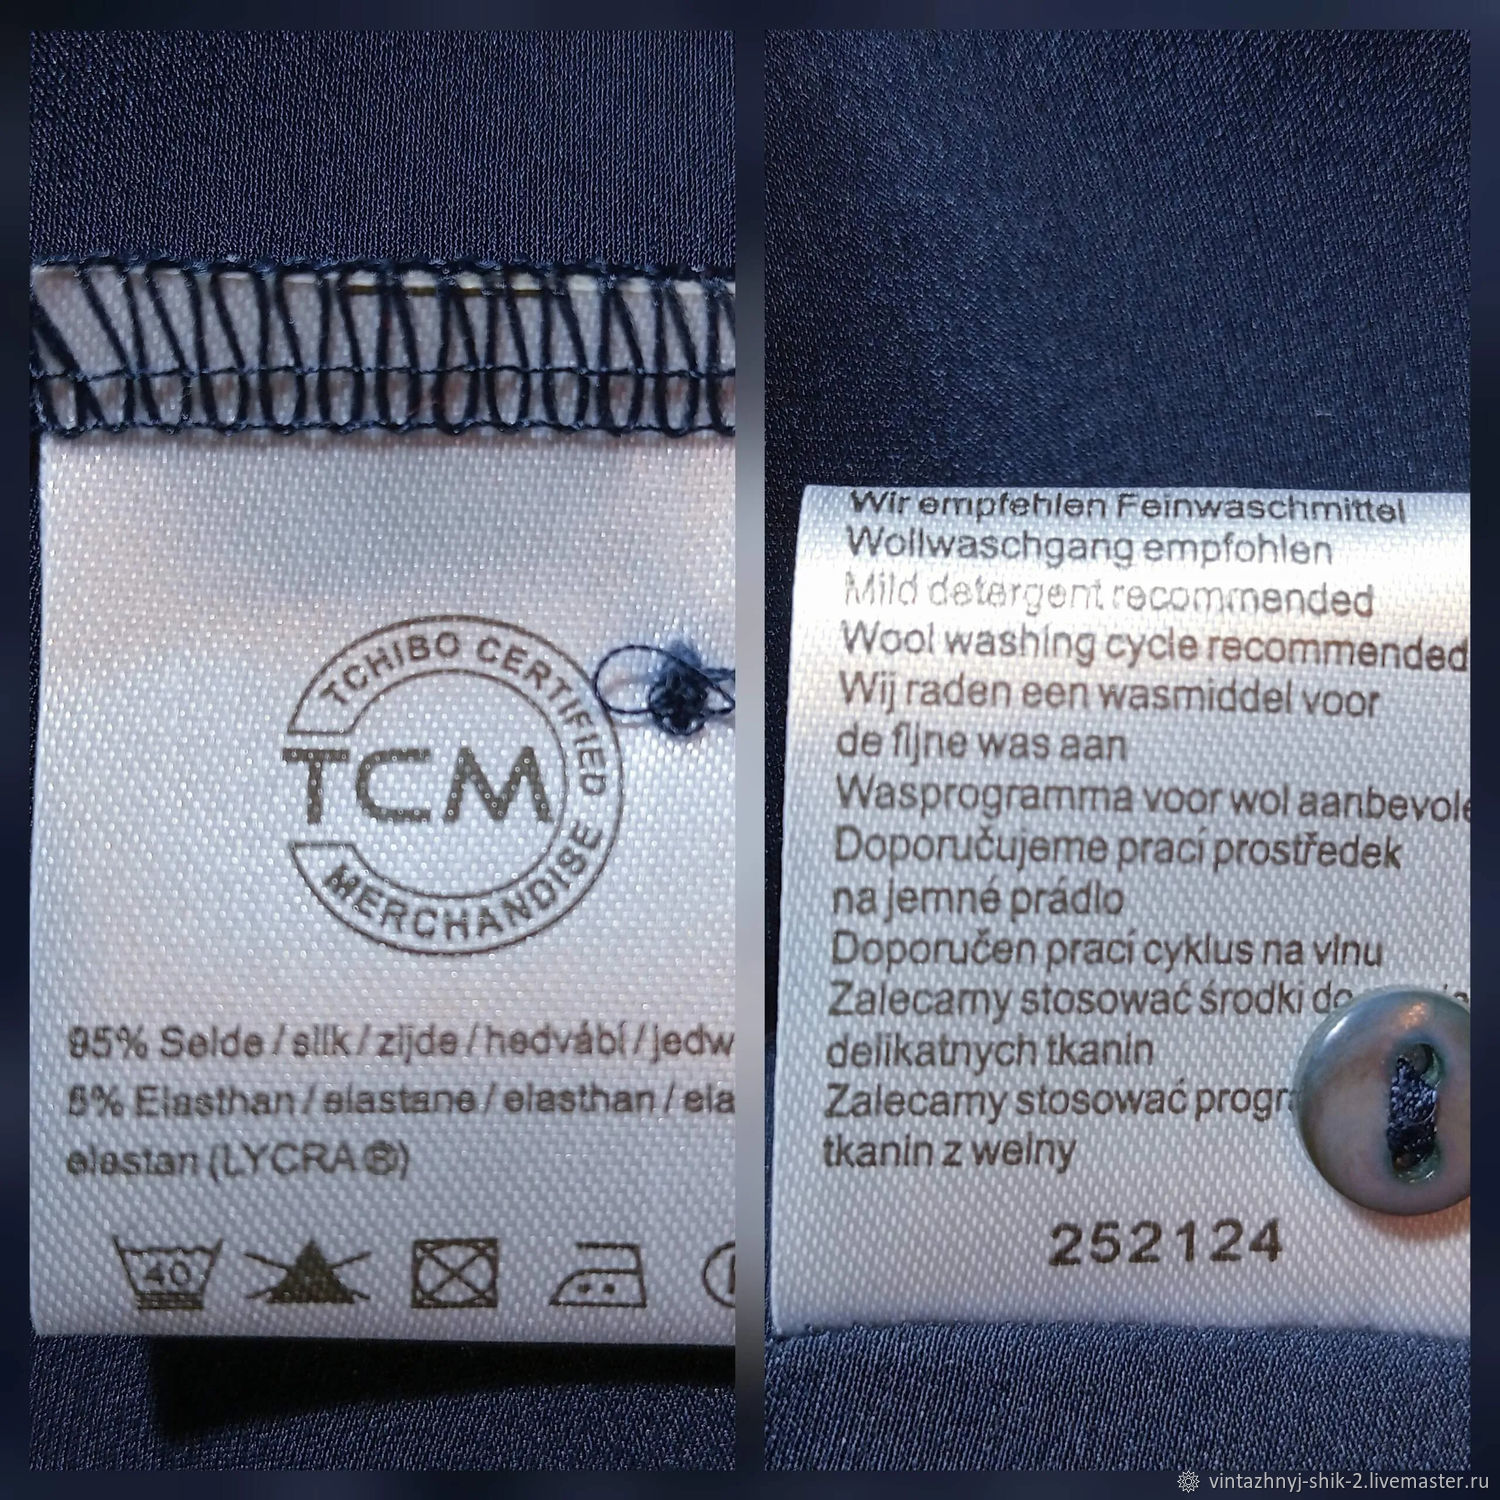 TCHIBO CERTIFIED
TCM
MERCHANDISE
95% Seide / silk / zijde / hedvábí / jedw
5% Elasthan / elastane / elasthan / ela
elastan (LYCRA®)
40
Wir empfehlen Feinwaschmittel
Wollwaschgang empfohlen
Mild detergent recommended
Wool washing cycle recommended
Wij raden een wasmiddel voor
de fijne was aan
Wasprogramma voor wol aanbevole
Doporučujeme prací prostředek
na jemné prádlo
Doporučen prací cyklus na vlnu
Zalecamy stosować środki do
delikatnych tkanin
Zalecamy stosować progr
tkanin z wełny
252124
vintazhnyj-shik-2.livemaster.ru